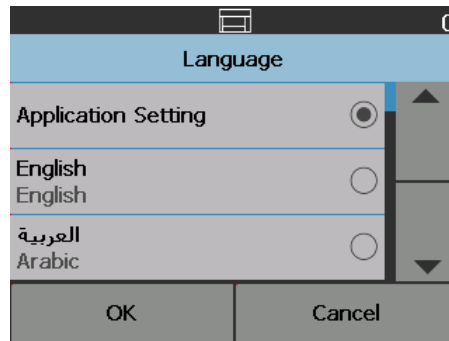 Language
Application Setting
English
English
العربية
Arabic
OK
Cancel